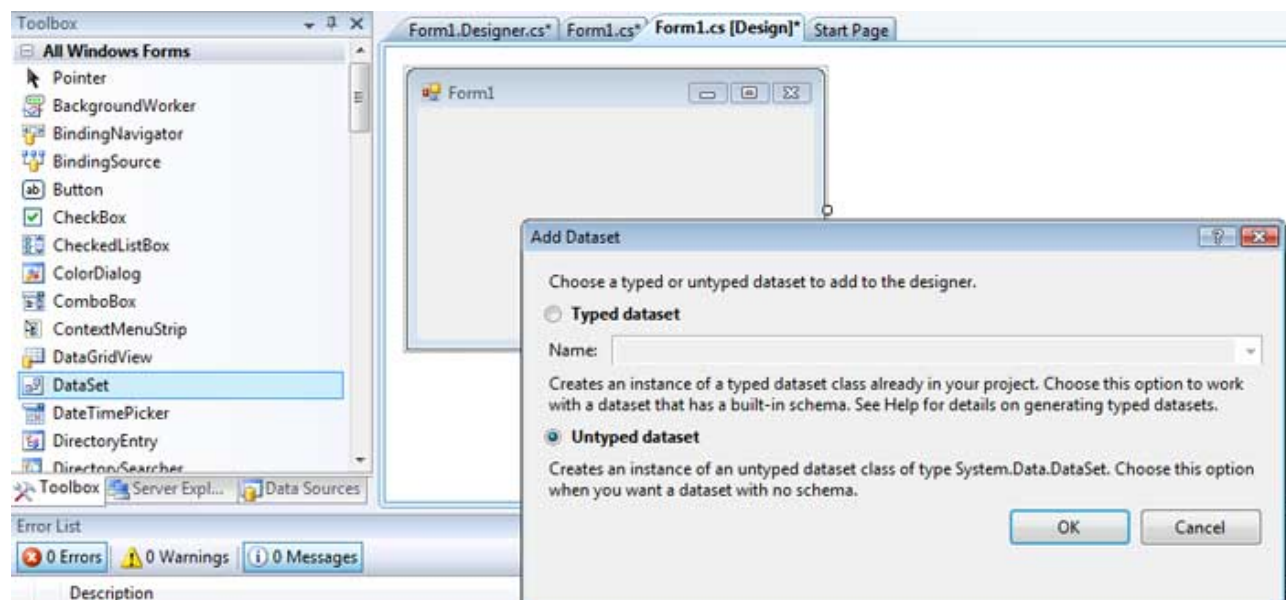 Toolbox
Form1.Designer.cs* Form1.cs* Form1.cs [Design]* Start Page
All Windows Forms
Pointer
BackgroundWorker
BindingNavigator
BindingSource
Button
CheckBox
CheckedListBox
ColorDialog
ComboBox
ContextMenuStrip
DataGridView
DataSet
DateTimePicker
DirectoryEntry
DirectorySearcher
Toolbox Server Expl... Data Sources
Form1
Add Dataset
Choose a typed or untyped dataset to add to the designer.
Typed dataset
Name:
Creates an instance of a typed dataset class already in your project. Choose this option to work
with a dataset that has a built-in schema. See Help for details on generating typed datasets.
Untyped dataset
Creates an instance of an untyped dataset class of type System.Data.DataSet. Choose this option
when you want a dataset with no schema.
OK Cancel
Error List
0 Errors 0 Warnings 0 Messages
Description